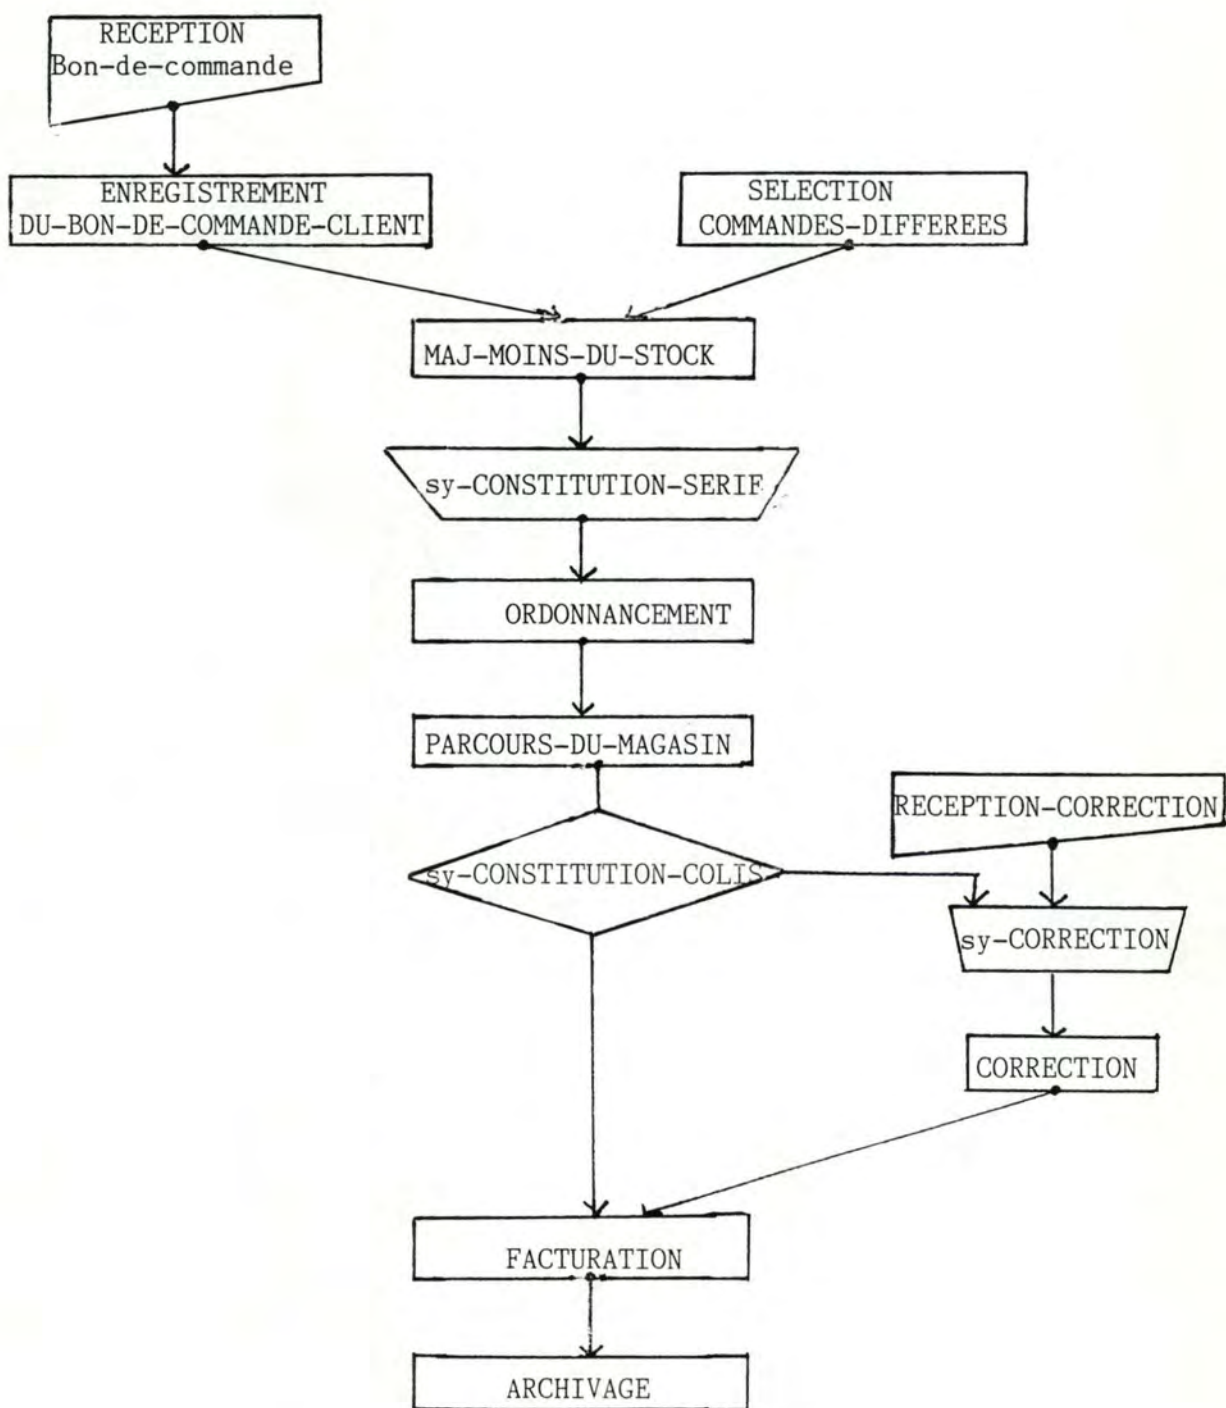 RECEPTION
Bon-de-commande
ENREGISTREMENT
DU-BON-DE-COMMANDE-CLIENT
SELECTION
COMMANDES-DIFFEREES
MAJ-MOINS-DU-STOCK
sy-CONSTITUTION-SERIF
ORDONNANCEMENT
PARCOURS-DU-MAGASIN
RECEPTION-CORRECTION
sy-CONSTITUTION-COLIS
sy-CORRECTION
CORRECTION
FACTURATION
ARCHIVAGE